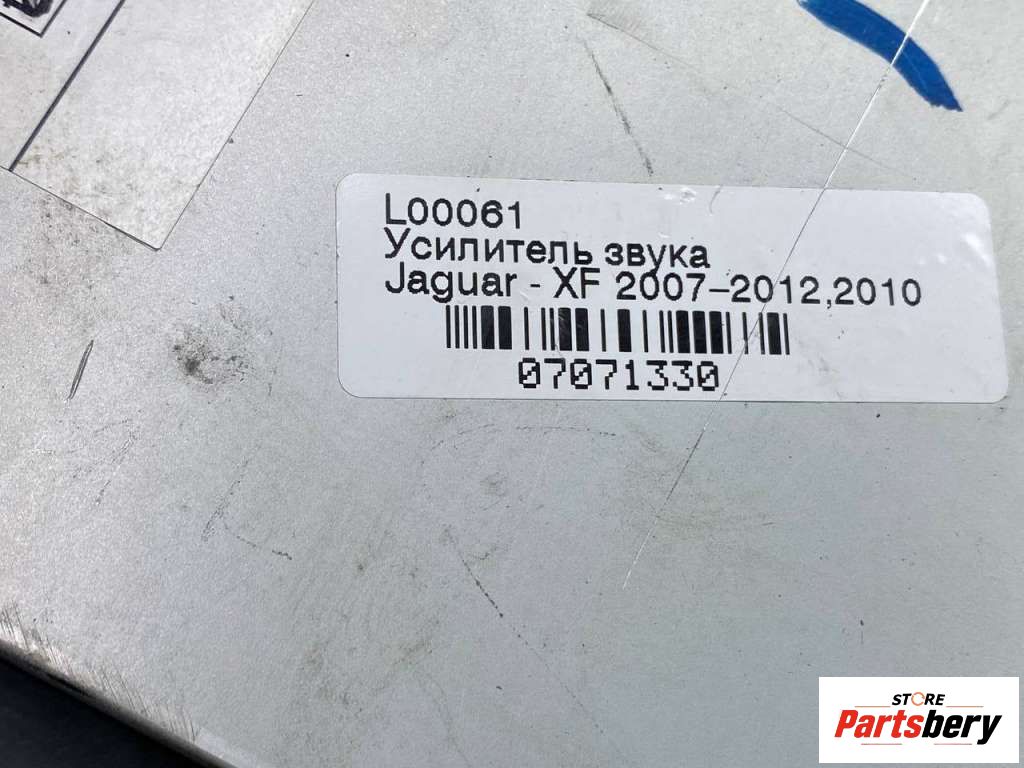 L00061
Усилитель звука
Jaguar - XF 2007–2012,2010
07071330
STORE
Partsbery